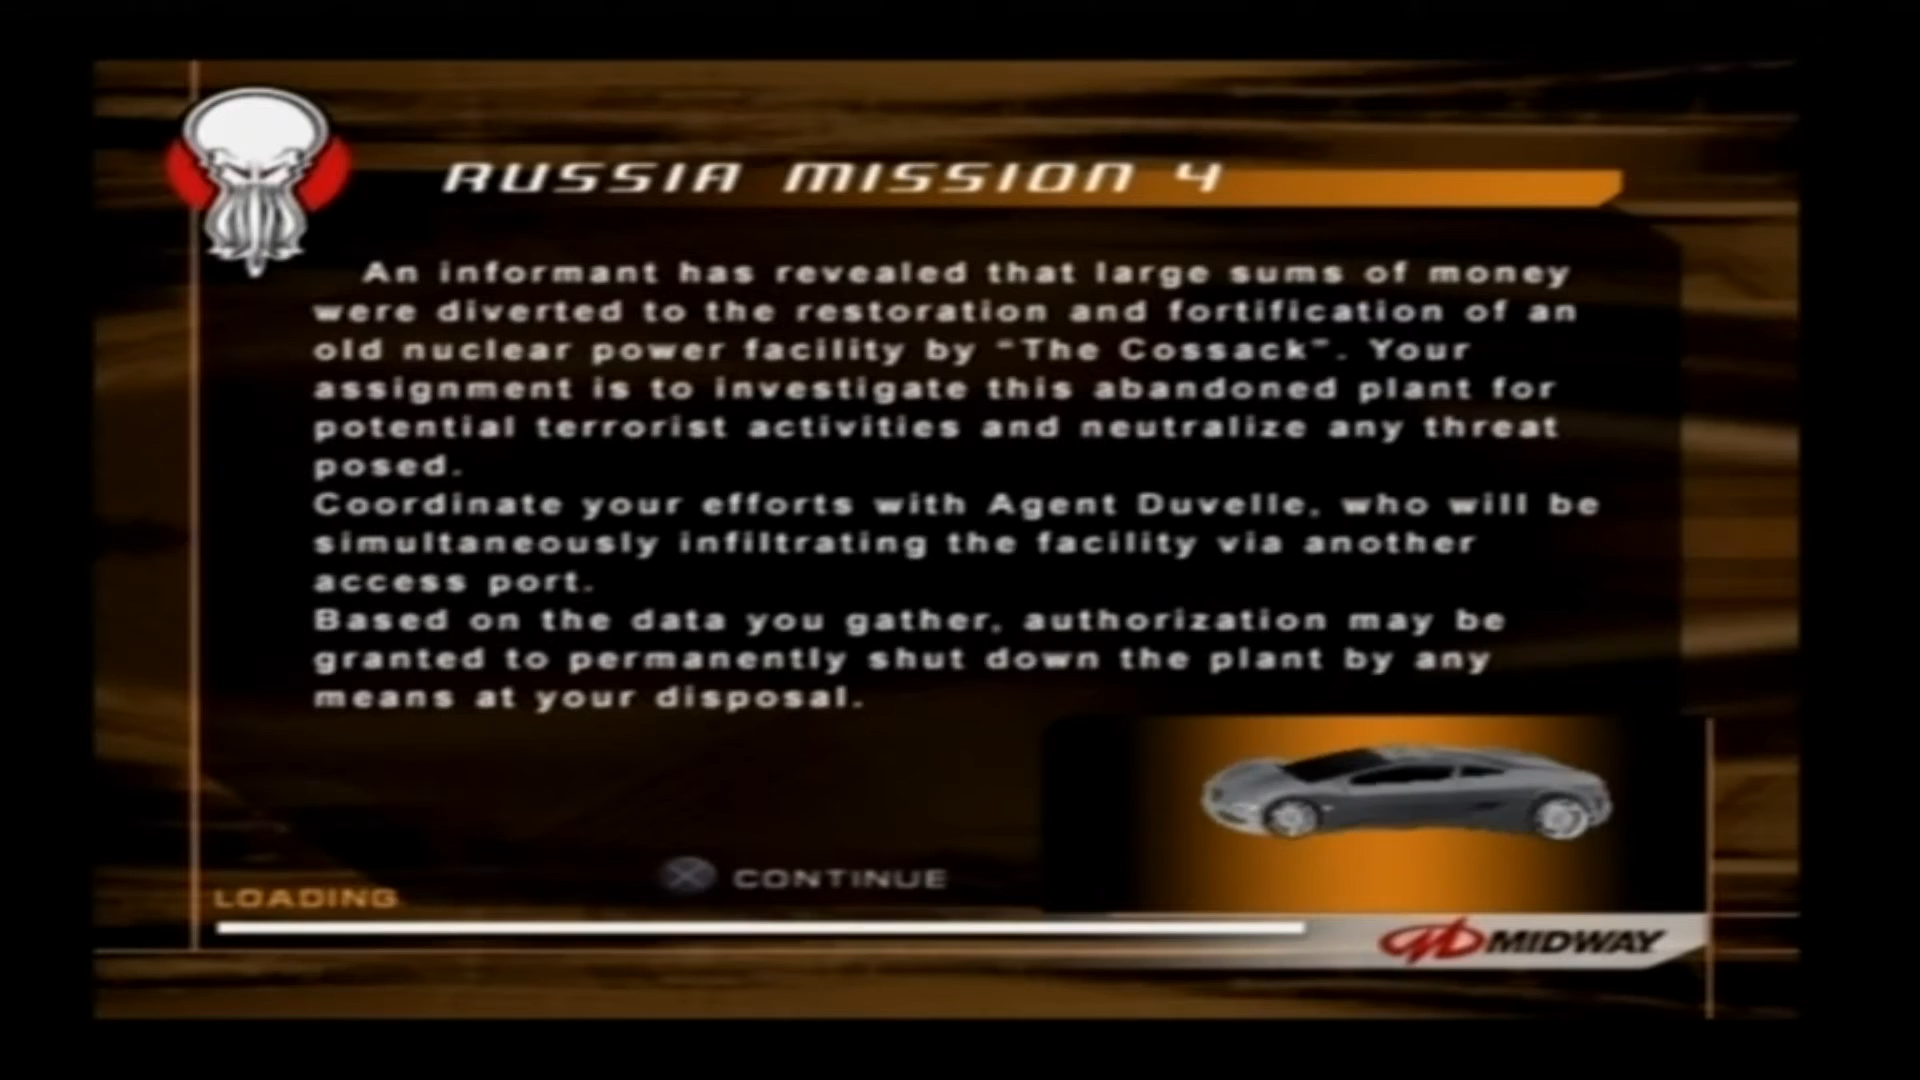 RUSSIA MISSION 4
An informant has revealed that large sums of money
were diverted to the restoration and fortification of an
old nuclear power facility by "The Cossack". Your
assignment is to investigate this abandoned plant for
potential terrorist activities and neutralize any threat
posed.
Coordinate your efforts with Agent Duvelle, who will be
simultaneously infiltrating the facility via another
access port.
Based on the data you gather, authorization may be
granted to permanently shut down the plant by any
means at your disposal.
CONTINUE
LOADING
MIDWAY